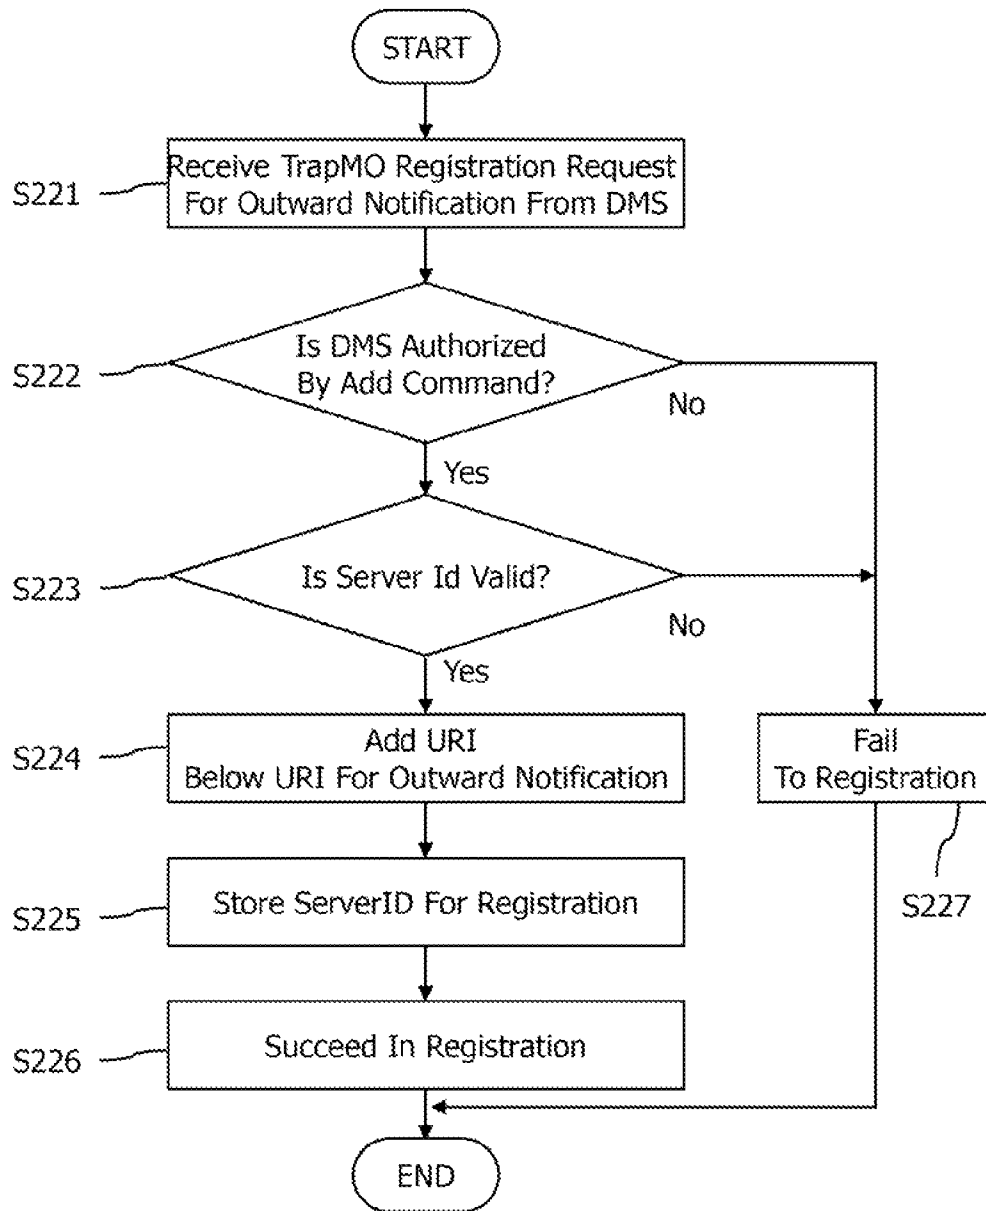 START
S221
Receive TrapMO Registration Request
For Outward Notification From DMS
S222
Is DMS Authorized
By Add Command?
No
Yes
S223
Is Server Id Valid?
No
Yes
S224
Add URI
Below URI For Outward Notification
Fail
To Registration
S225
Store ServerID For Registration
S227
S226
Succeed In Registration
END